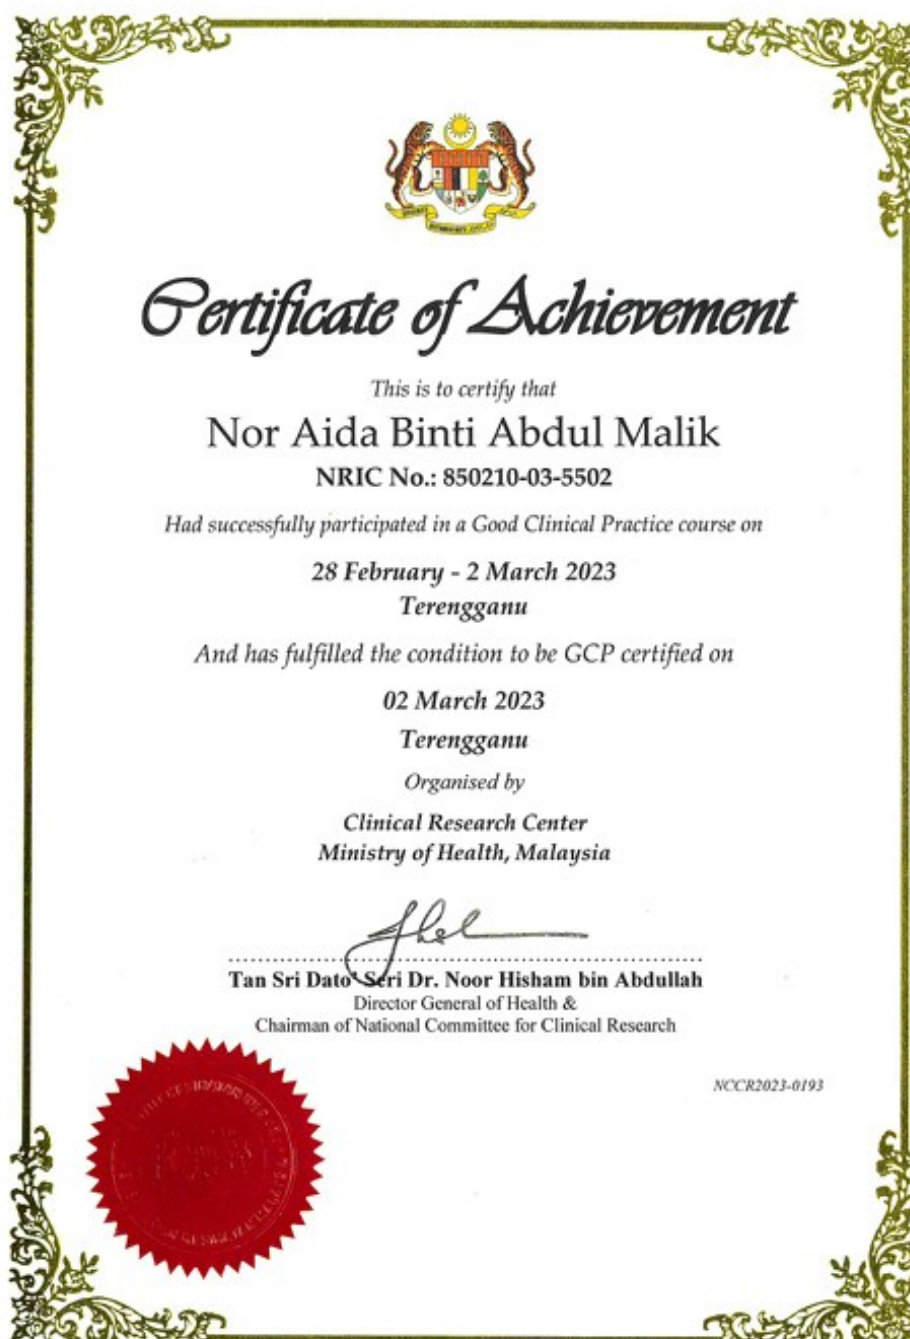 Certificate of Achievement
This is to certify that
Nor Aida Binti Abdul Malik
NRIC No.: 850210-03-5502
Had successfully participated in a Good Clinical Practice course on
28 February - 2 March 2023
Terengganu
And has fulfilled the condition to be GCP certified on
02 March 2023
Terengganu
Organised by
Clinical Research Center
Ministry of Health, Malaysia
Tan Sri Dato' Seri Dr. Noor Hisham bin Abdullah
Director General of Health &
Chairman of National Committee for Clinical Research
NCCR2023-0193